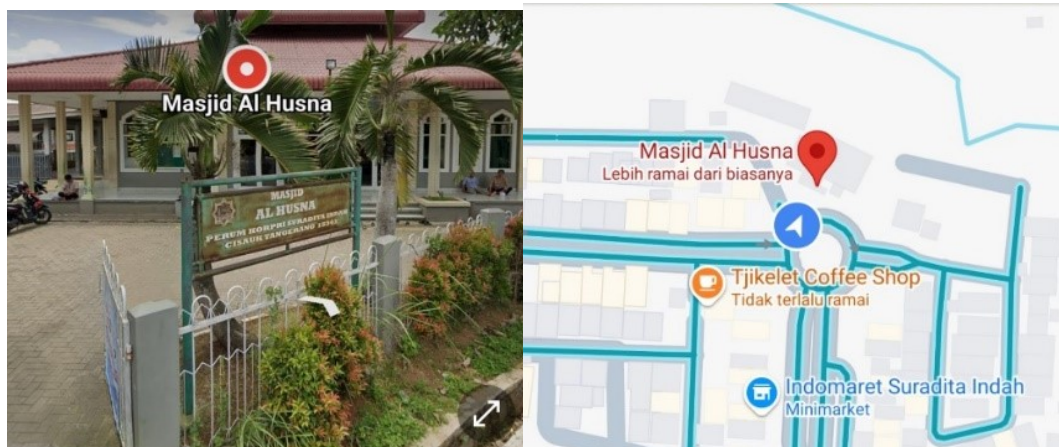 Masjid Al Husna
MASJID
AL HUSNA
PERUM KORPRI SURADITA INDAH
CISAUK TANGERANG 15343
Masjid Al Husna
Lebih ramai dari biasanya
Tjikelet Coffee Shop
Tidak terlalu ramai
Indomaret Suradita Indah
Minimarket